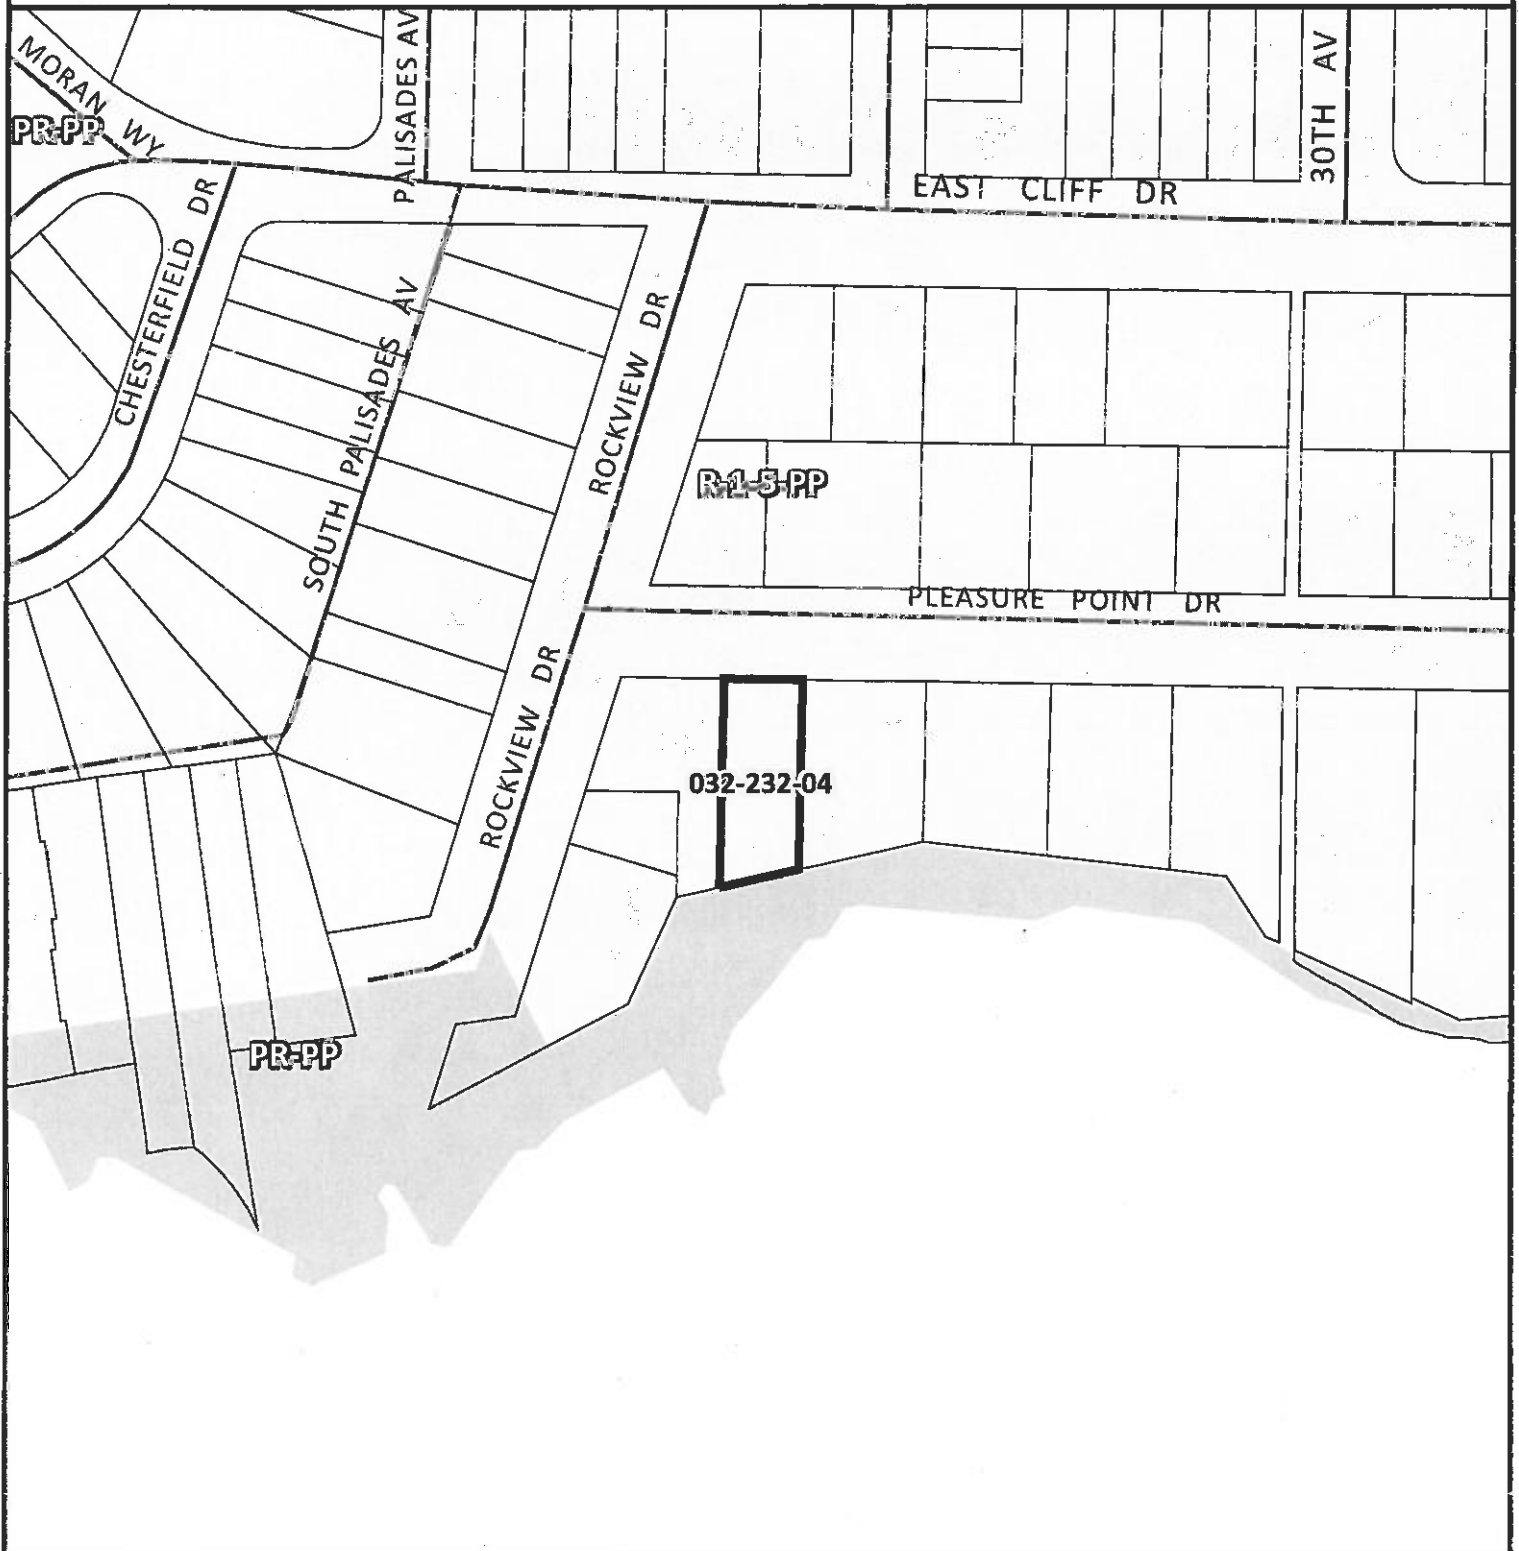 MORAN WY
PR-PP
PALISADES AV
30TH AV
EAST CLIFF DR
CHESTERFIELD DR
SOUTH PALISADES AV
ROCKVIEW DR
R-1-5-PP
PLEASURE POINT DR
ROCKVIEW DR
032-232-04
PR-PP